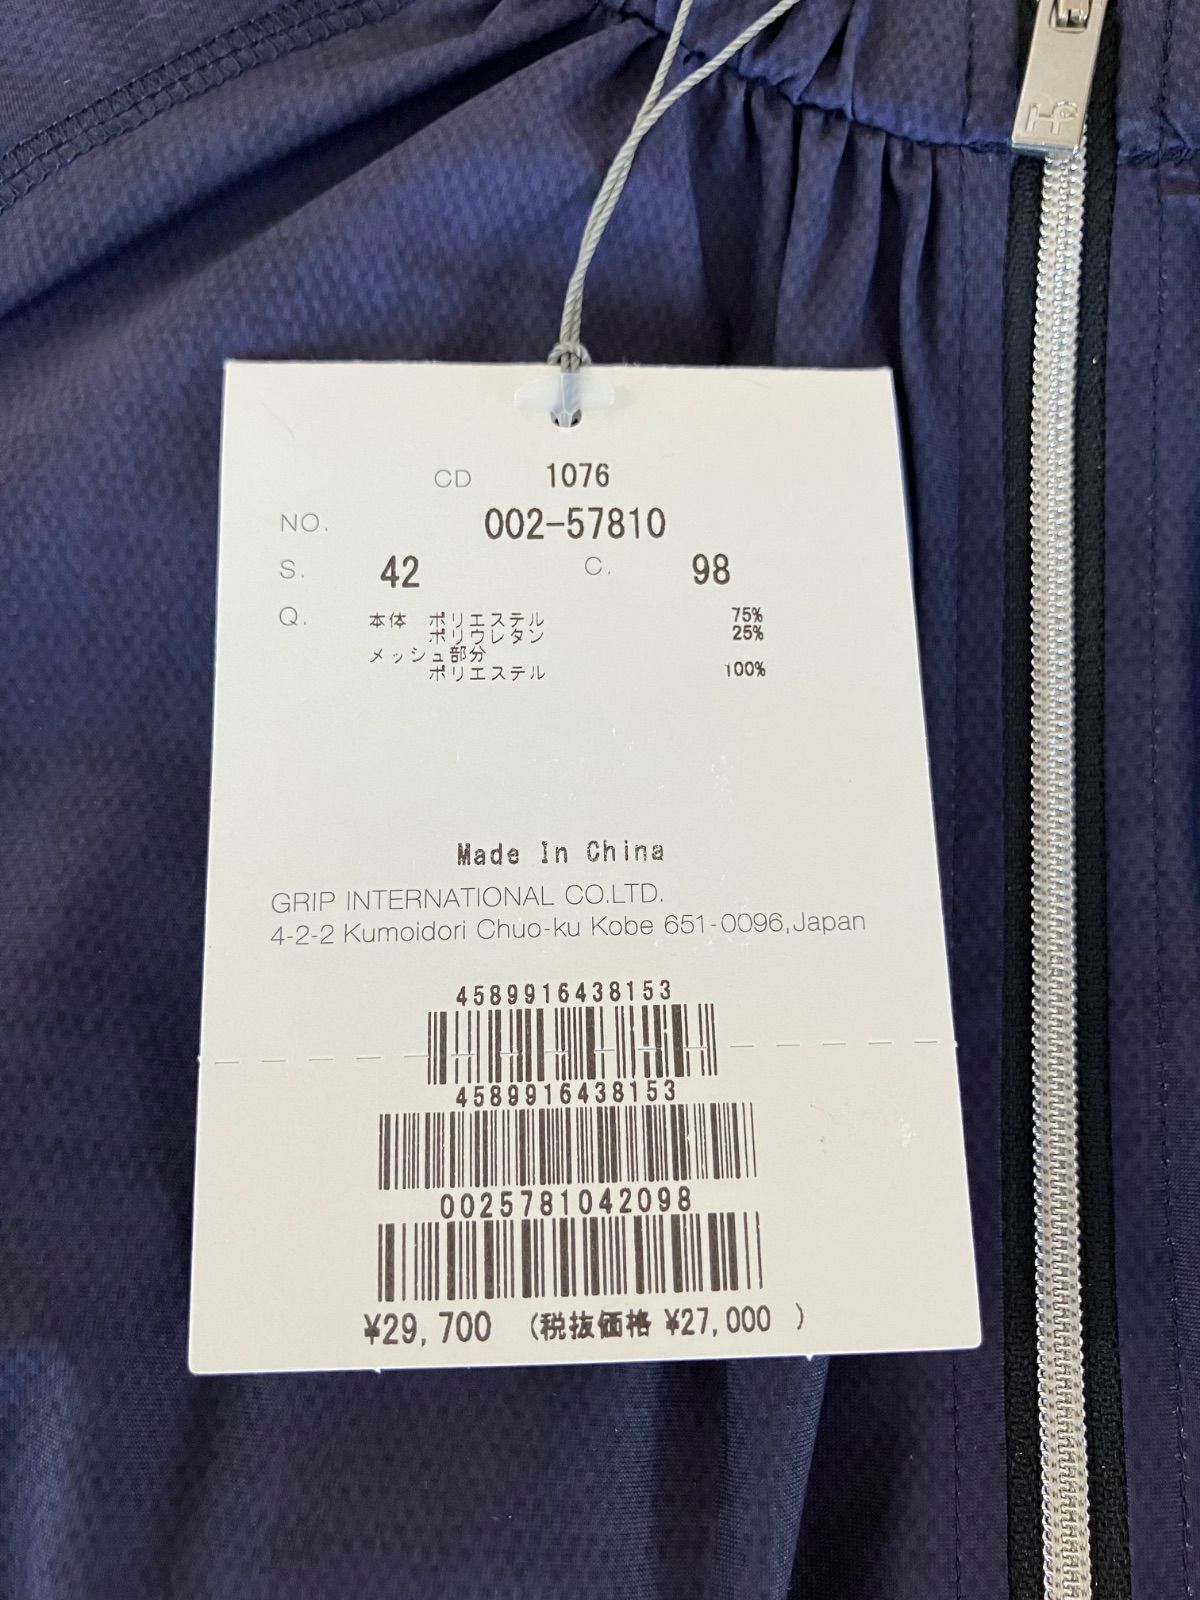 CD 1076
NO. 002-57810
S. 42 C. 98
Q. 本体 ポリエステル 75%
ポリウレタン 25%
メッシュ部分
ポリエステル 100%
Made In China
GRIP INTERNATIONAL CO.LTD.
4-2-2 Kumoidori Chuo-ku Kobe 651-0096,Japan
4589916438153
4589916438153
0025781042098
¥29,700 (税抜価格 ¥27,000 )